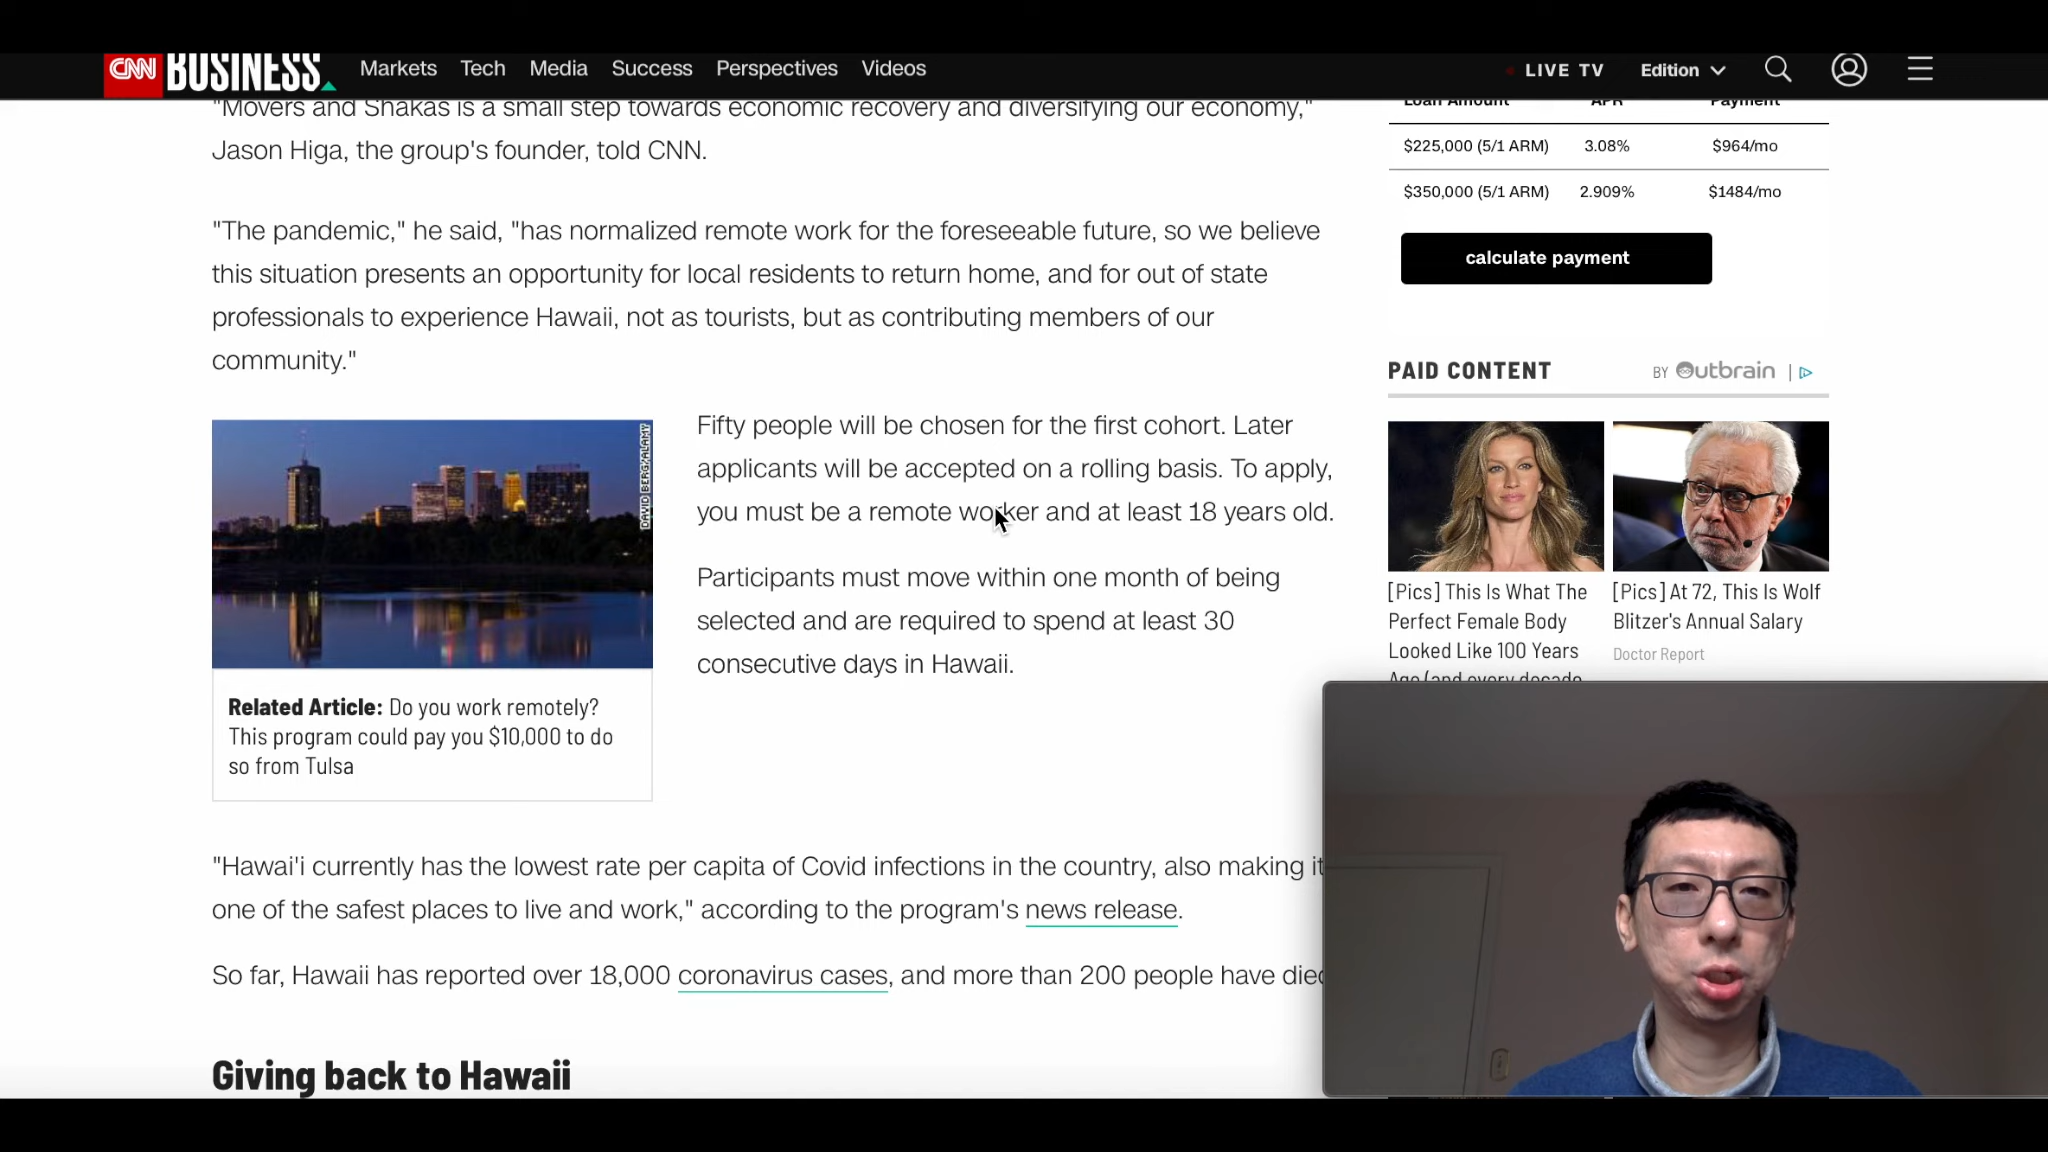 CNN BUSINESS Markets Tech Media Success Perspectives Videos LIVE TV Edition
"Movers and Shakas is a small step towards economic recovery and diversifying our economy,"
Jason Higa, the group's founder, told CNN.
"The pandemic," he said, "has normalized remote work for the foreseeable future, so we believe
this situation presents an opportunity for local residents to return home, and for out of state
professionals to experience Hawaii, not as tourists, but as contributing members of our
community."
DAVID BERG/ALAMY
Related Article: Do you work remotely?
This program could pay you $10,000 to do
so from Tulsa
Fifty people will be chosen for the first cohort. Later
applicants will be accepted on a rolling basis. To apply,
you must be a remote worker and at least 18 years old.
Participants must move within one month of being
selected and are required to spend at least 30
consecutive days in Hawaii.
"Hawai'i currently has the lowest rate per capita of Covid infections in the country, also making it
one of the safest places to live and work," according to the program's news release.
So far, Hawaii has reported over 18,000 coronavirus cases, and more than 200 people have died
Giving back to Hawaii
Loan Amount APR Payment
$225,000 (5/1 ARM) 3.08% $964/mo
$350,000 (5/1 ARM) 2.909% $1484/mo
calculate payment
PAID CONTENT BY Outbrain
[Pics] This Is What The
Perfect Female Body
Looked Like 100 Years
Ago (and every decade
[Pics] At 72, This Is Wolf
Blitzer's Annual Salary
Doctor Report